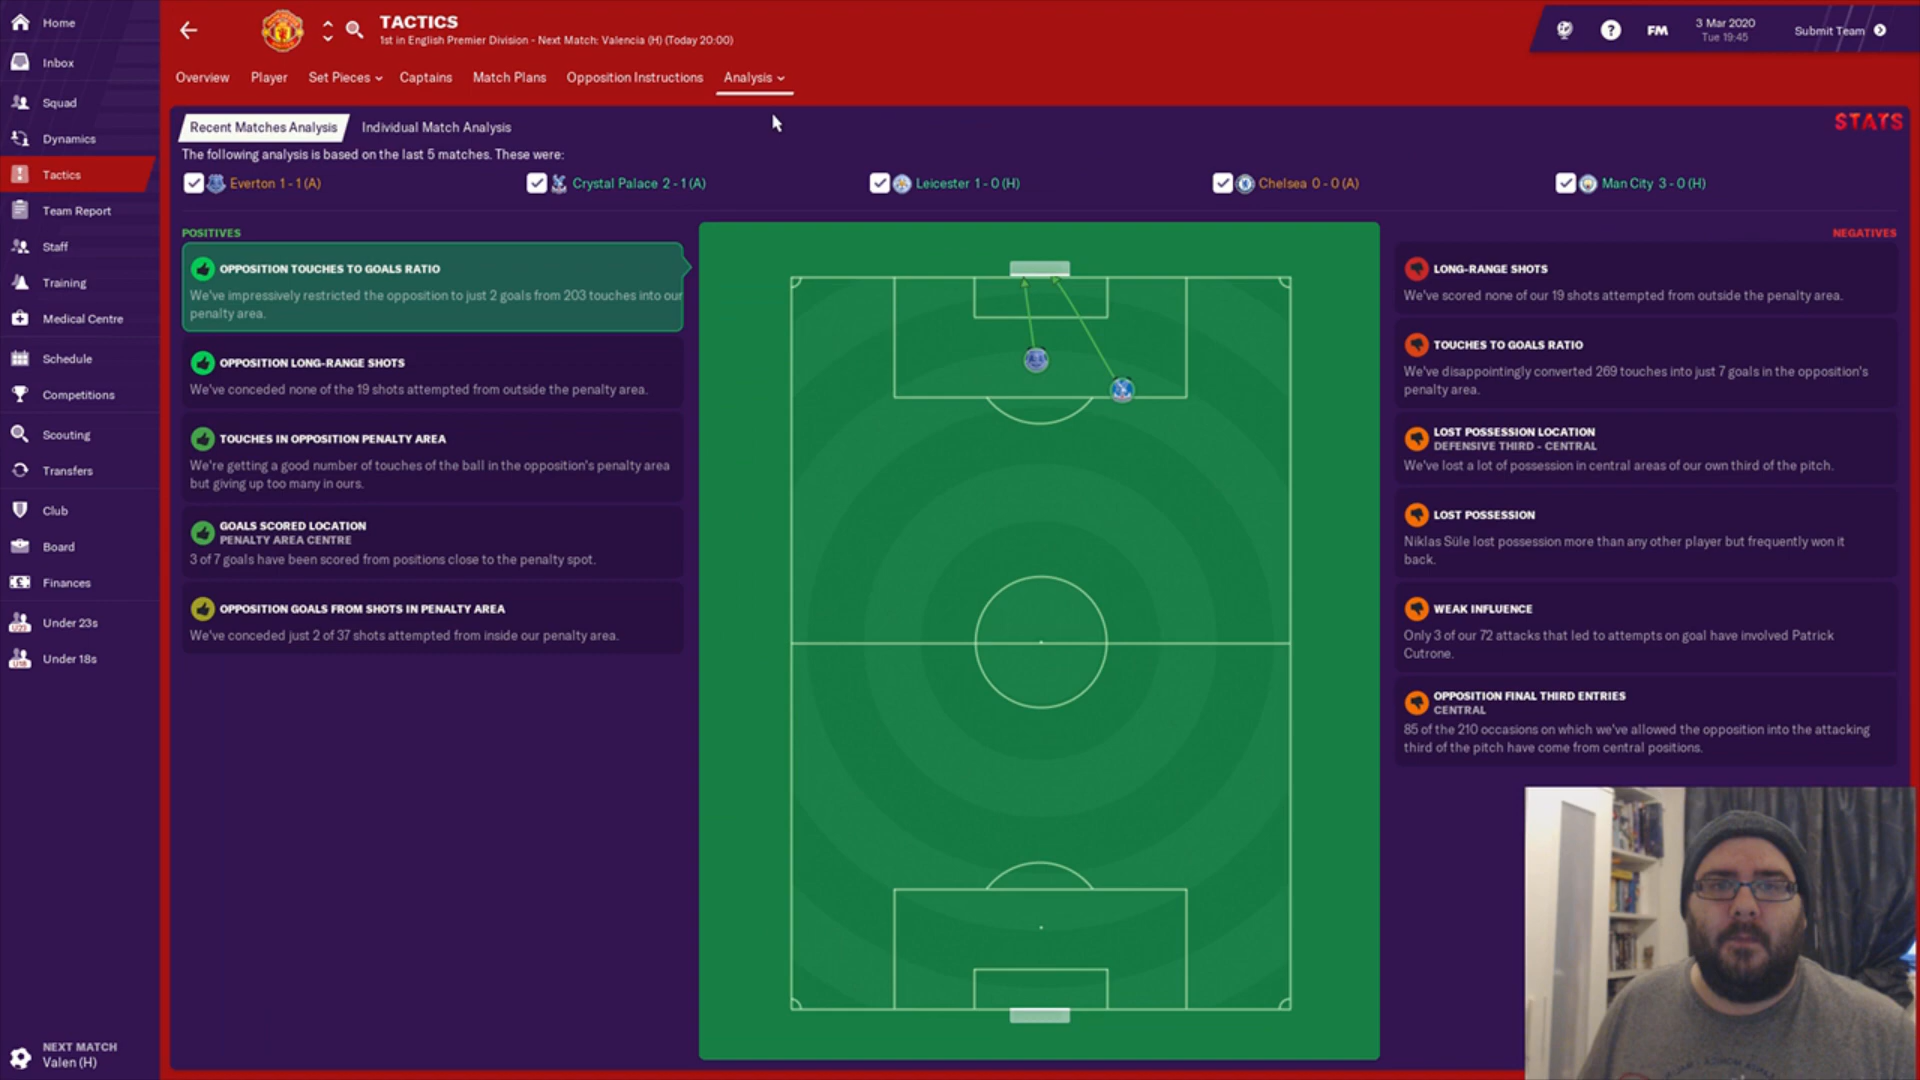 Home
Inbox
Squad
Dynamics
Tactics
Team Report
Staff
Training
Medical Centre
Schedule
Competitions
Scouting
Transfers
Club
Board
Finances
Under 23s
Under 18s
NEXT MATCH
Valen (H)
TACTICS
1st in English Premier Division - Next Match: Valencia (H) (Today 20:00)
FM
3 Mar 2020
Tue 19:45
Submit Team
Overview Player Set Pieces Captains Match Plans Opposition Instructions Analysis
Recent Matches Analysis Individual Match Analysis
STATS
The following analysis is based on the last 5 matches. These were:
Everton 1 - 1 (A) Crystal Palace 2 - 1 (A) Leicester 1 - 0 (H) Chelsea 0 - 0 (A) Man City 3 - 0 (H)
POSITIVES
OPPOSITION TOUCHES TO GOALS RATIO
We've impressively restricted the opposition to just 2 goals from 203 touches into our
penalty area.
OPPOSITION LONG-RANGE SHOTS
We've conceded none of the 19 shots attempted from outside the penalty area.
TOUCHES IN OPPOSITION PENALTY AREA
We're getting a good number of touches of the ball in the opposition's penalty area
but giving up too many in ours.
GOALS SCORED LOCATION
PENALTY AREA CENTRE
3 of 7 goals have been scored from positions close to the penalty spot.
OPPOSITION GOALS FROM SHOTS IN PENALTY AREA
We've conceded just 2 of 37 shots attempted from inside our penalty area.
NEGATIVES
LONG-RANGE SHOTS
We've scored none of our 19 shots attempted from outside the penalty area.
TOUCHES TO GOALS RATIO
We've disappointingly converted 269 touches into just 7 goals in the opposition's
penalty area.
LOST POSSESSION LOCATION
DEFENSIVE THIRD - CENTRAL
We've lost a lot of possession in central areas of our own third of the pitch.
LOST POSSESSION
Niklas Süle lost possession more than any other player but frequently won it
back.
WEAK INFLUENCE
Only 3 of our 72 attacks that led to attempts on goal have involved Patrick
Cutrone.
OPPOSITION FINAL THIRD ENTRIES
CENTRAL
85 of the 210 occasions on which we've allowed the opposition into the attacking
third of the pitch have come from central positions.